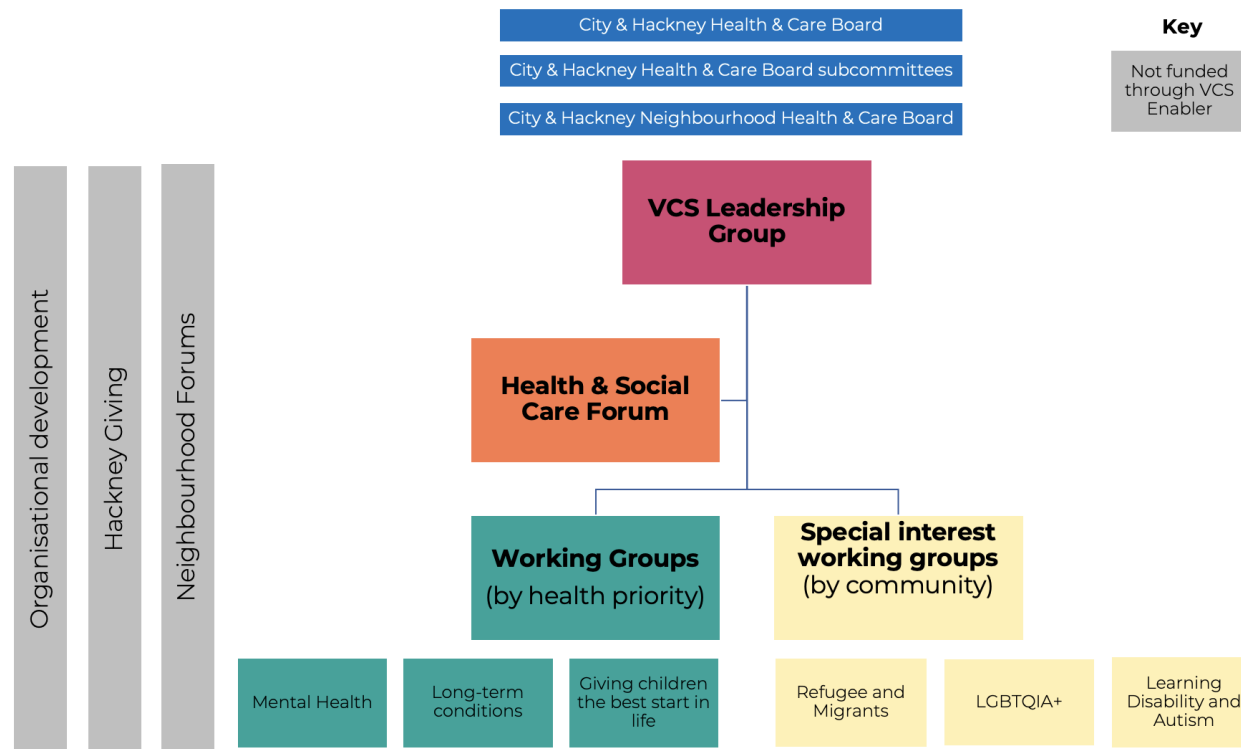 City & Hackney Health & Care Board
City & Hackney Health & Care Board subcommittees
City & Hackney Neighbourhood Health & Care Board
Key
Not funded
through VCS
Enabler
Organisational development
Hackney Giving
Neighbourhood Forums
VCS Leadership
Group
Health & Social
Care Forum
Working Groups
(by health priority)
Special interest
working groups
(by community)
Mental Health
Long-term
conditions
Giving children
the best start in
life
Refugee and
Migrants
LGBTQIA+
Learning
Disability and
Autism